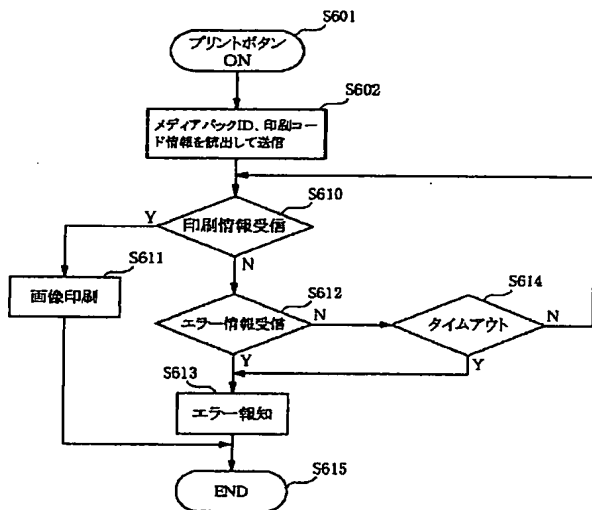 S601
プリントボタン
ON
S602
メディアパックID、印刷コー
ド情報を読出して送信
S610
印刷情報受信
Y
N
S611
画像印刷
S612
エラー情報受信
N
Y
S614
タイムアウト
N
Y
S613
エラー報知
S615
END